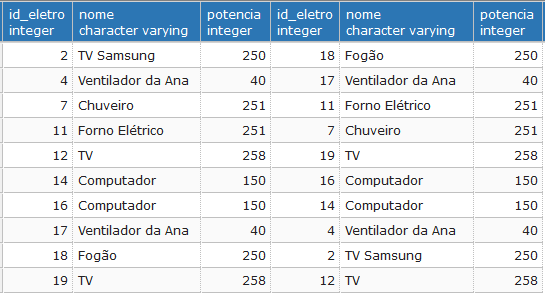 id_eletro nome potencia id_eletro nome potencia
integer character varying integer integer character varying integer
2 TV Samsung 250 18 Fogão 250
4 Ventilador da Ana 40 17 Ventilador da Ana 40
7 Chuveiro 251 11 Forno Elétrico 251
11 Forno Elétrico 251 7 Chuveiro 251
12 TV 258 19 TV 258
14 Computador 150 16 Computador 150
16 Computador 150 14 Computador 150
17 Ventilador da Ana 40 4 Ventilador da Ana 40
18 Fogão 250 2 TV Samsung 250
19 TV 258 12 TV 258